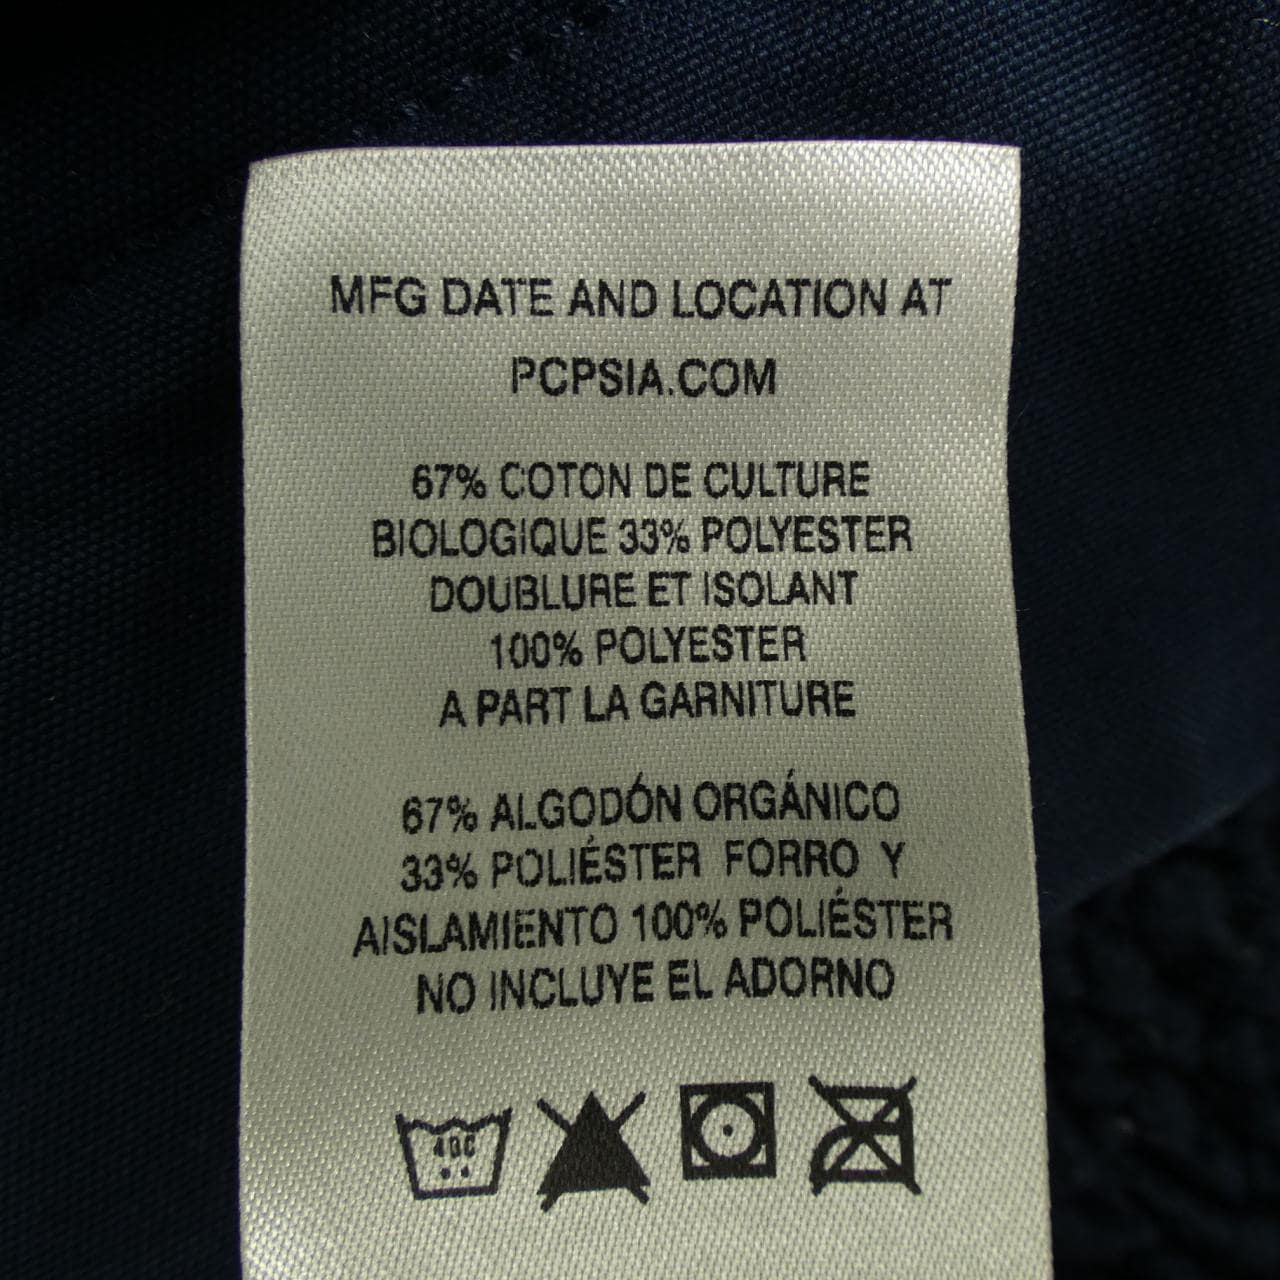 MFG DATE AND LOCATION AT
PCPSIA.COM
67% COTON DE CULTURE
BIOLOGIQUE 33% POLYESTER
DOUBLURE ET ISOLANT
100% POLYESTER
A PART LA GARNITURE
67% ALGODÓN ORGÁNICO
33% POLIÉSTER FORRO Y
AISLAMIENTO 100% POLIÉSTER
NO INCLUYE EL ADORNO
40C